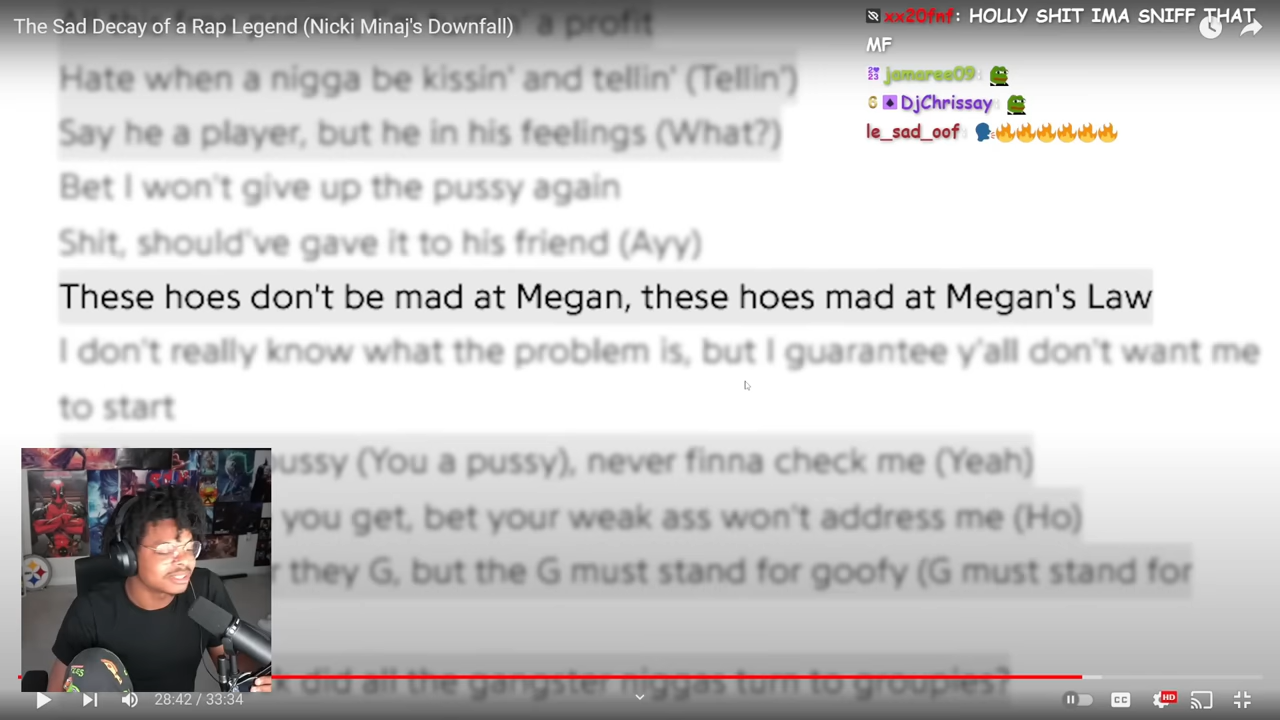 The Sad Decay of a Rap Legend (Nicki Minaj's Downfall)
xx20fnf: HOLLY SHIT IMA SNIFF THAT
MF
jamaree09:
6 DjChrissay
le_sad_oof:
a profit
Hate when a nigga be kissin' and tellin' (Tellin')
Say he a player, but he in his feelings (What?)
Bet I won't give up the pussy again
Shit, should've gave it to his friend (Ayy)
These hoes don't be mad at Megan, these hoes mad at Megan's Law
I don't really know what the problem is, but I guarantee y'all don't want me
to start
pussy (You a pussy), never finna check me (Yeah)
you get, bet your weak ass won't address me (Ho)
they G, but the G must stand for goofy (G must stand for
did all the gangster niggas turn to groupies?
28:42 / 33:34
CC
HD